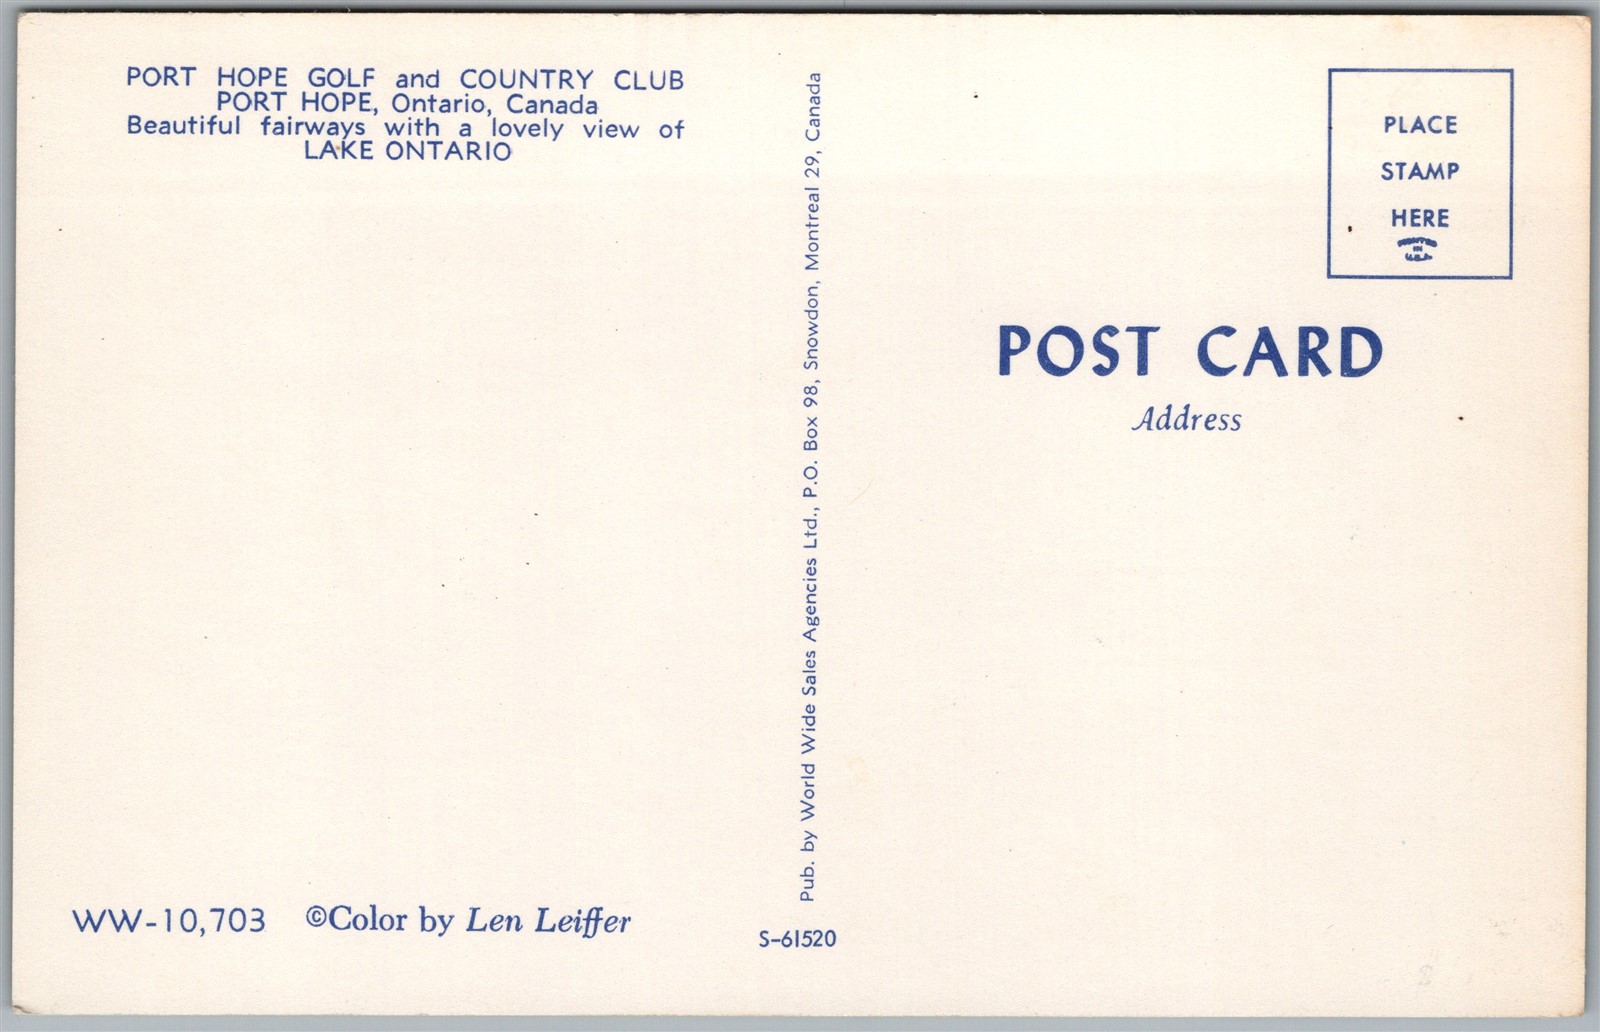 PORT HOPE GOLF and COUNTRY CLUB
PORT HOPE, Ontario, Canada
Beautiful fairways with a lovely view of
LAKE ONTARIO
WW-10,703 ©Color by Len Leiffer
Pub. by World Wide Sales Agencies Ltd., P.O. Box 98, Snowdon, Montreal 29, Canada
S-61520
PLACE
STAMP
HERE
PRINTED
IN
U.S.A.
POST CARD
Address